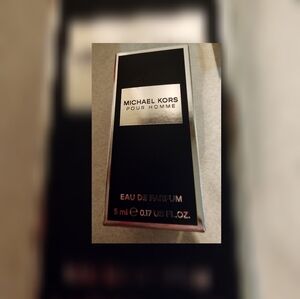 MICHAEL KORS
POUR HOMME
EAU DE PARFUM
5 ml ℮ 0.17 US FL.OZ.